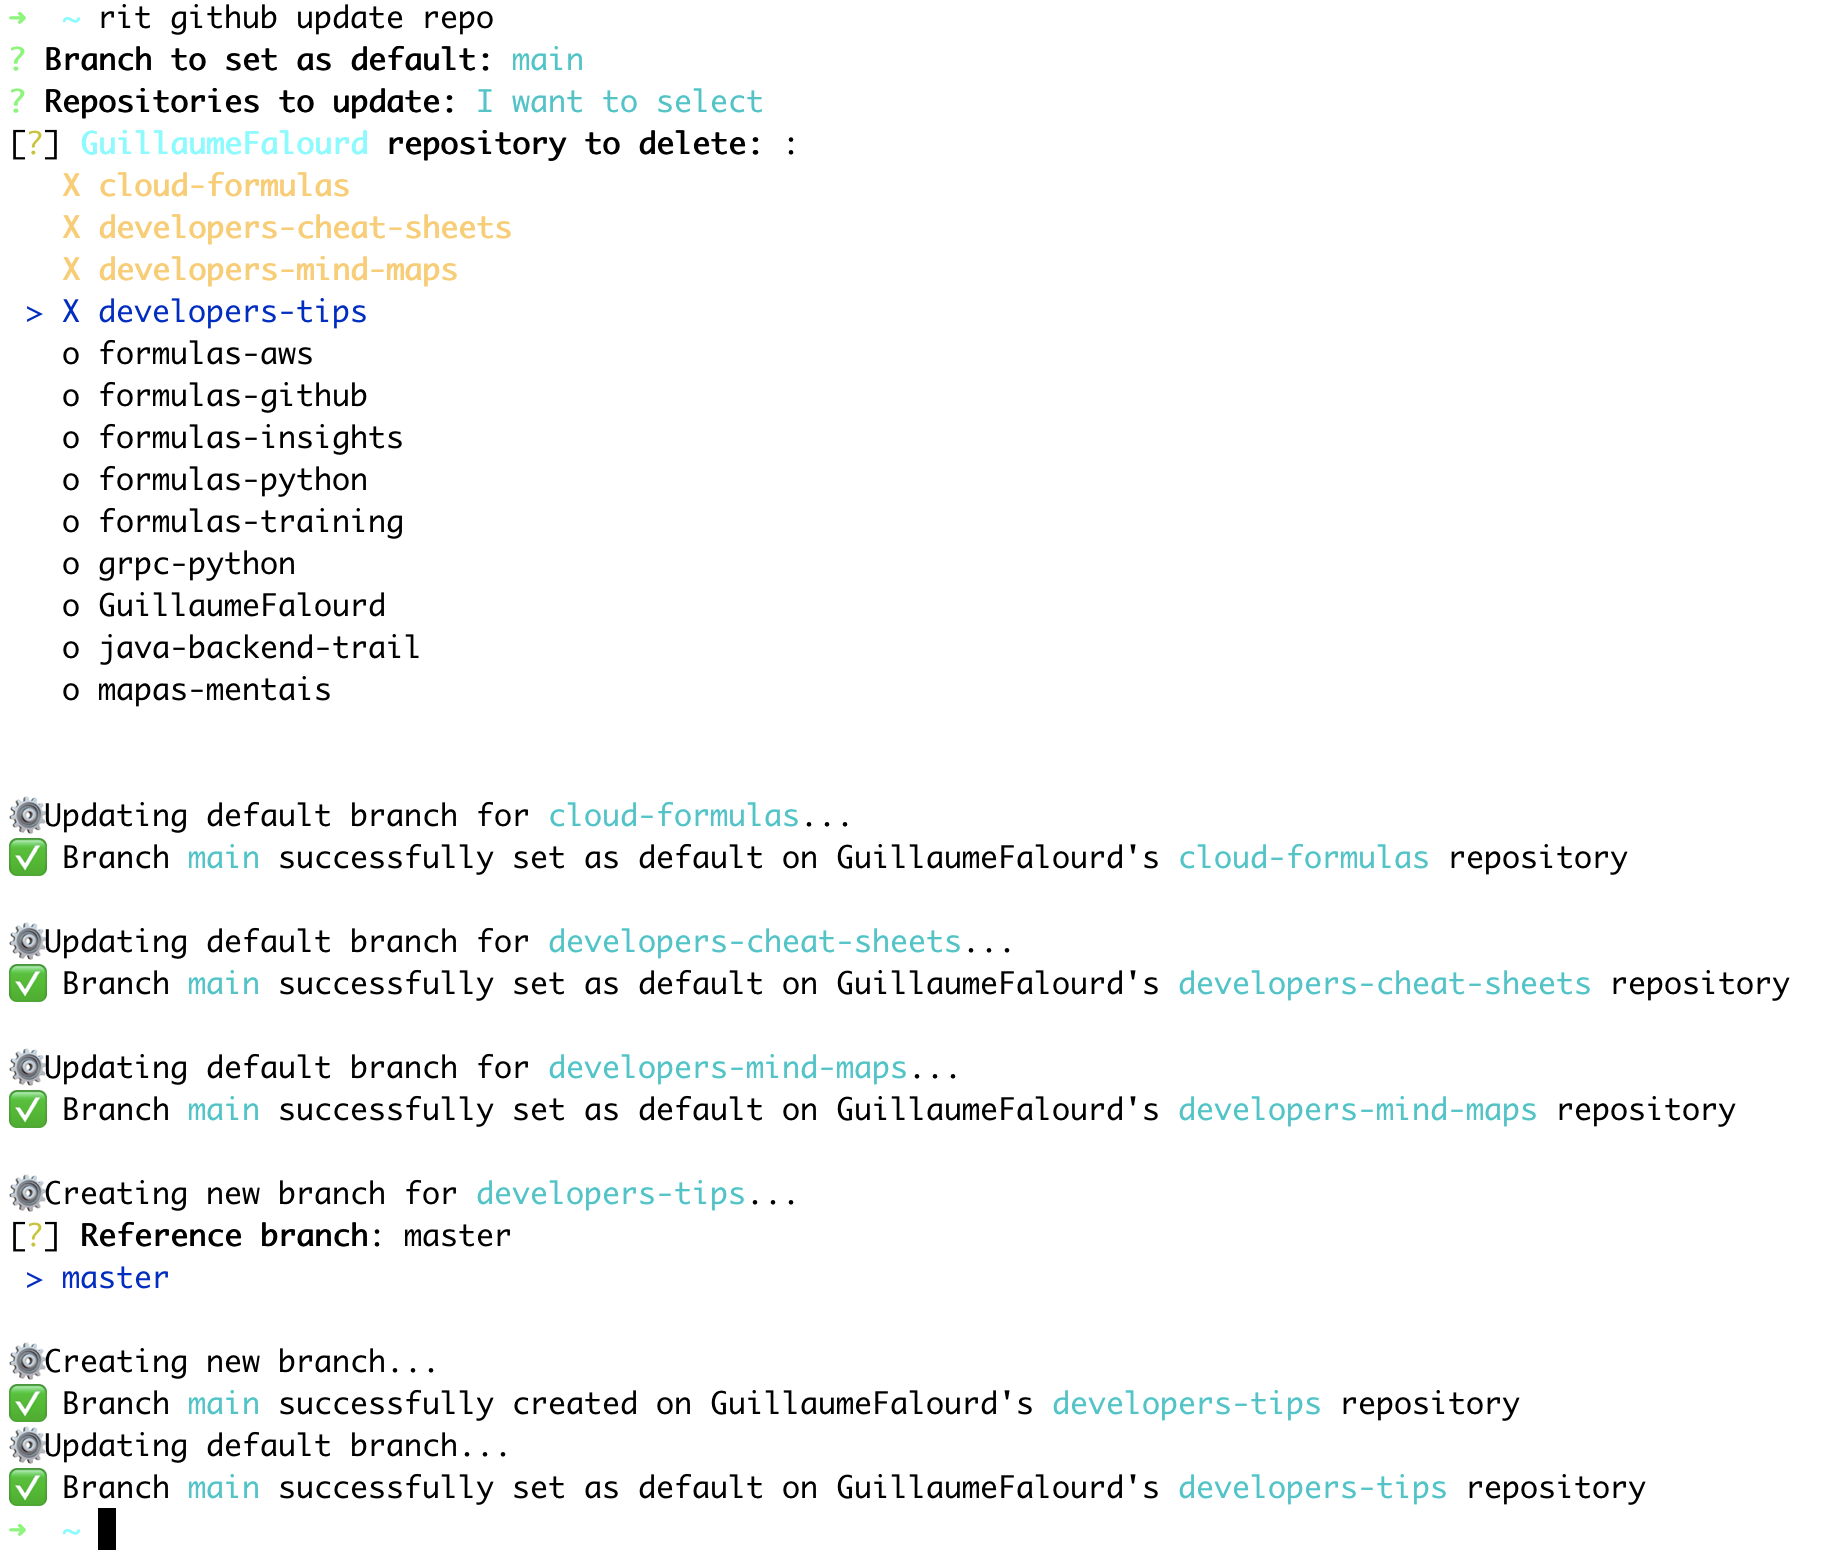 ➜  ~ rit github update repo
? Branch to set as default: main
? Repositories to update: I want to select
[?] GuillaumeFalourd repository to delete: :
   X cloud-formulas
   X developers-cheat-sheets
   X developers-mind-maps
 > X developers-tips
   o formulas-aws
   o formulas-github
   o formulas-insights
   o formulas-python
   o formulas-training
   o grpc-python
   o GuillaumeFalourd
   o java-backend-trail
   o mapas-mentais
⚙️Updating default branch for cloud-formulas...
✅ Branch main successfully set as default on GuillaumeFalourd's cloud-formulas repository
⚙️Updating default branch for developers-cheat-sheets...
✅ Branch main successfully set as default on GuillaumeFalourd's developers-cheat-sheets repository
⚙️Updating default branch for developers-mind-maps...
✅ Branch main successfully set as default on GuillaumeFalourd's developers-mind-maps repository
⚙️Creating new branch for developers-tips...
[?] Reference branch: master
 > master
⚙️Creating new branch...
✅ Branch main successfully created on GuillaumeFalourd's developers-tips repository
⚙️Updating default branch...
✅ Branch main successfully set as default on GuillaumeFalourd's developers-tips repository
➜  ~